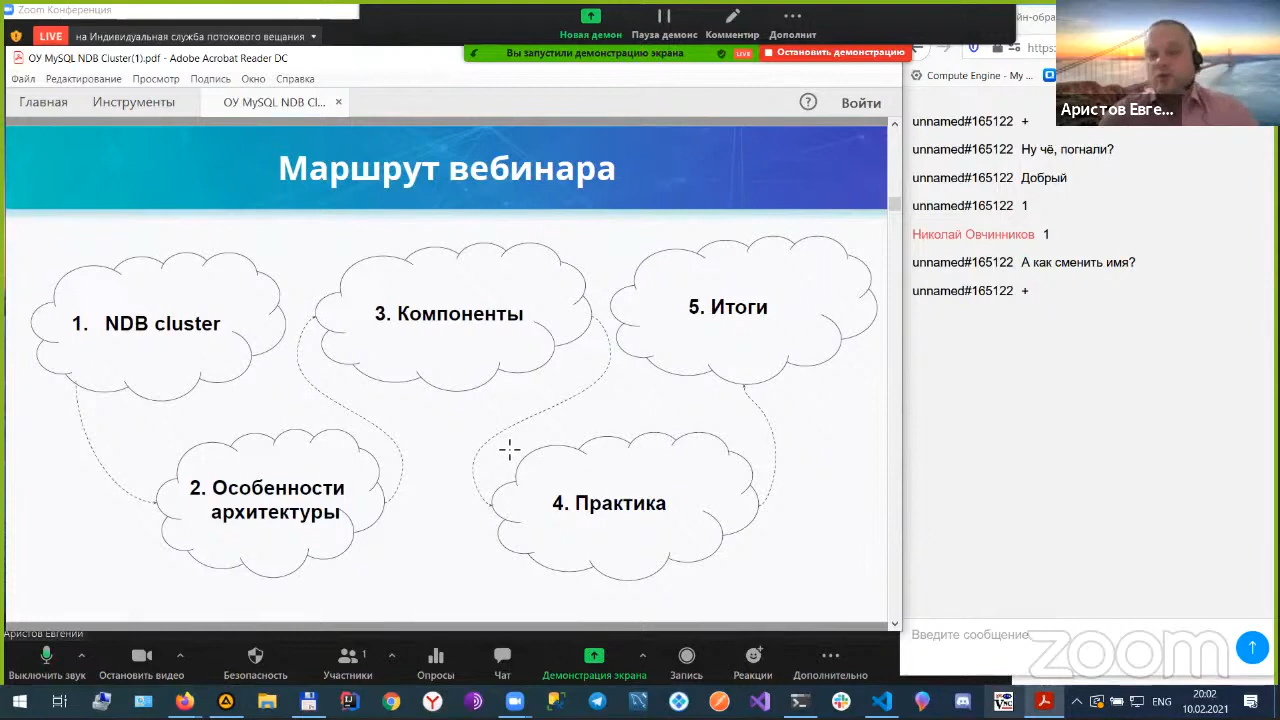 Zoom Конференция
LIVE на Индивидуальная служба потокового вещания
Новая демон Пауза демонс Комментир Дополнит
Вы запустили демонстрацию экрана LIVE Остановить демонстрацию
ОУ MySQL NDB Cluster(1).pdf - Adobe Acrobat Reader DC
Файл Редактирование Просмотр Подпись Окно Справка
Главная Инструменты ОУ MySQL NDB Cl... × Войти
https:
Compute Engine - My ...
Аристов Евге...
Маршрут вебинара
1. NDB cluster
2. Особенности
архитектуры
3. Компоненты
4. Практика
5. Итоги
unnamed#165122 +
unnamed#165122 Ну чё, погнали?
unnamed#165122 Добрый
unnamed#165122 1
Николай Овчинников 1
unnamed#165122 А как сменить имя?
unnamed#165122 +
Введите сообщение
zoom
Аристов Евгений
Выключить звук Остановить видео Безопасность Участники 1 Опросы Чат Демонстрация экрана Запись Реакции Дополнительно
ENG 20:02
10.02.2021